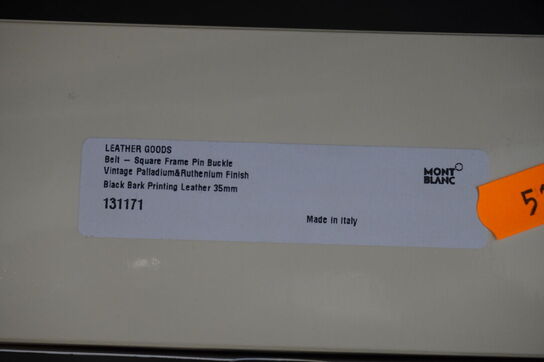 LEATHER GOODS
Belt – Square Frame Pin Buckle
Vintage Palladium&Ruthenium Finish
Black Bark Printing Leather 35mm
131171
Made in Italy
MONT
BLANC